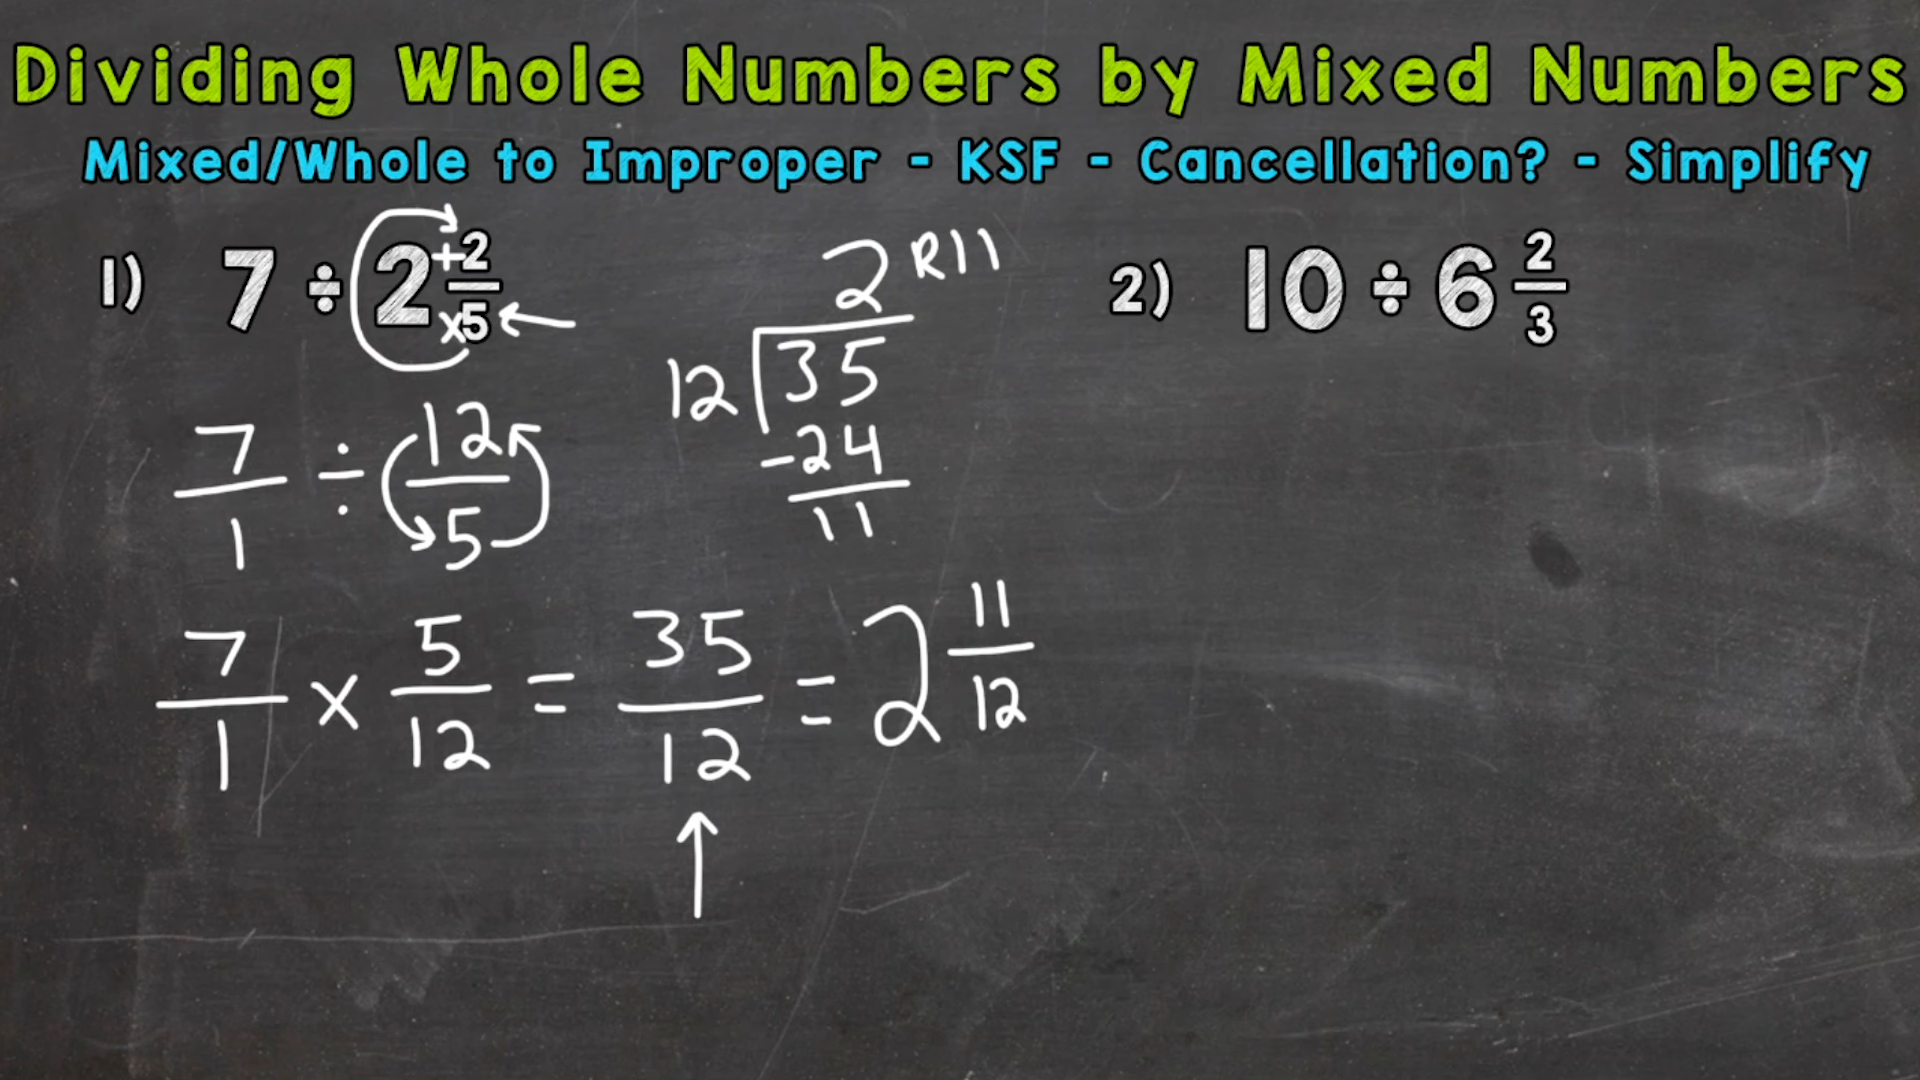 Dividing Whole Numbers by Mixed Numbers
Mixed/Whole to Improper - KSF - Cancellation? - Simplify
1) 7 ÷ 2 +2/x5 ←
7/1 ÷ 12/5
7/1 x 5/12 = 35/12 = 2 11/12
↑
2 R11
12 35
-24
11
2) 10 ÷ 6 2/3